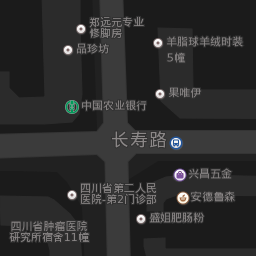 郑远元专业
修脚房
品珍坊
羊脂球羊绒时装
5幢
果唯伊
中国农业银行
长寿路
兴昌五金
四川省第二人民
医院-第2门诊部
安德鲁森
盛姐肥肠粉
四川省肿瘤医院
研究所宿舍11幢